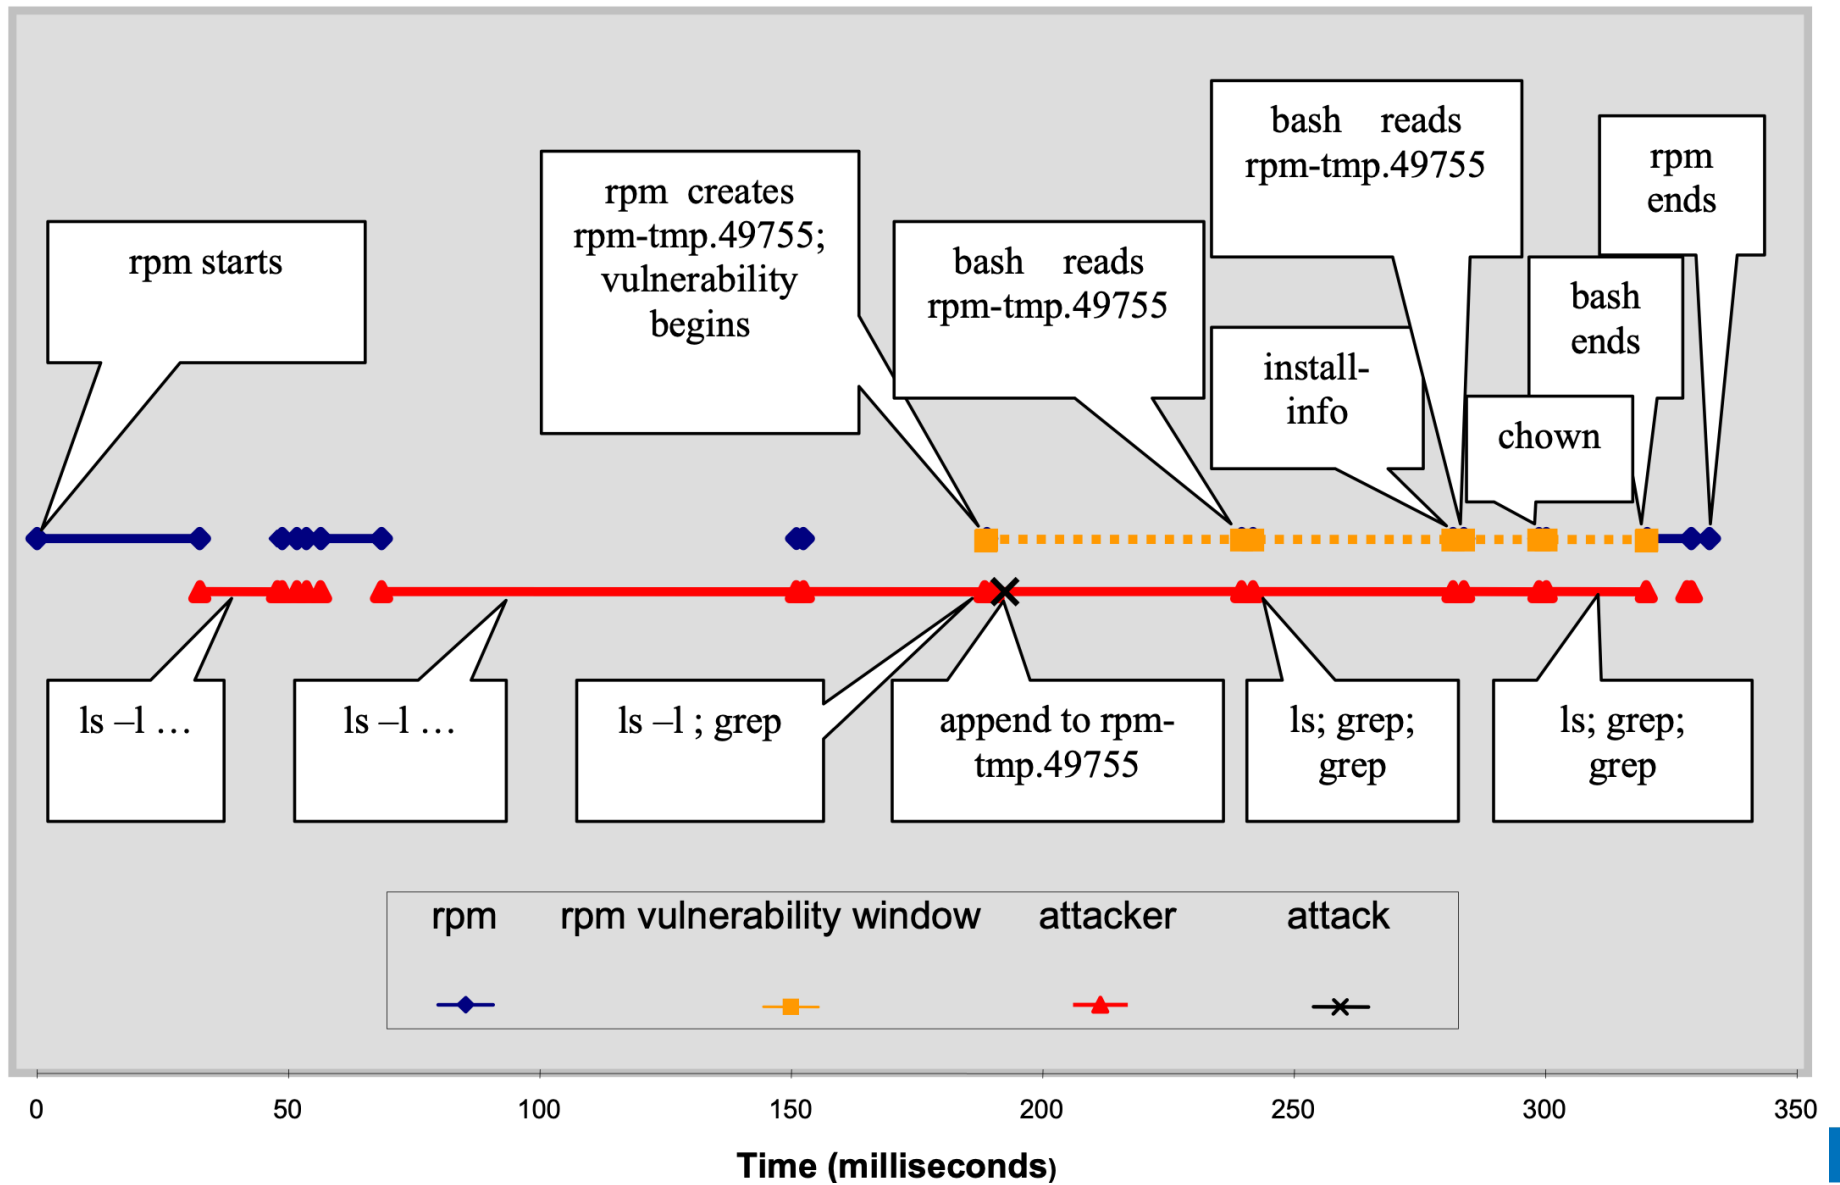 rpm starts
rpm creates
rpm-tmp.49755;
vulnerability
begins
bash reads
rpm-tmp.49755
bash reads
rpm-tmp.49755
install-
info
chown
bash
ends
rpm
ends
ls –l …
ls –l …
ls –l ; grep
append to rpm-
tmp.49755
ls; grep;
grep
ls; grep;
grep
rpm rpm vulnerability window attacker attack
0 50 100 150 200 250 300 350
Time (milliseconds)